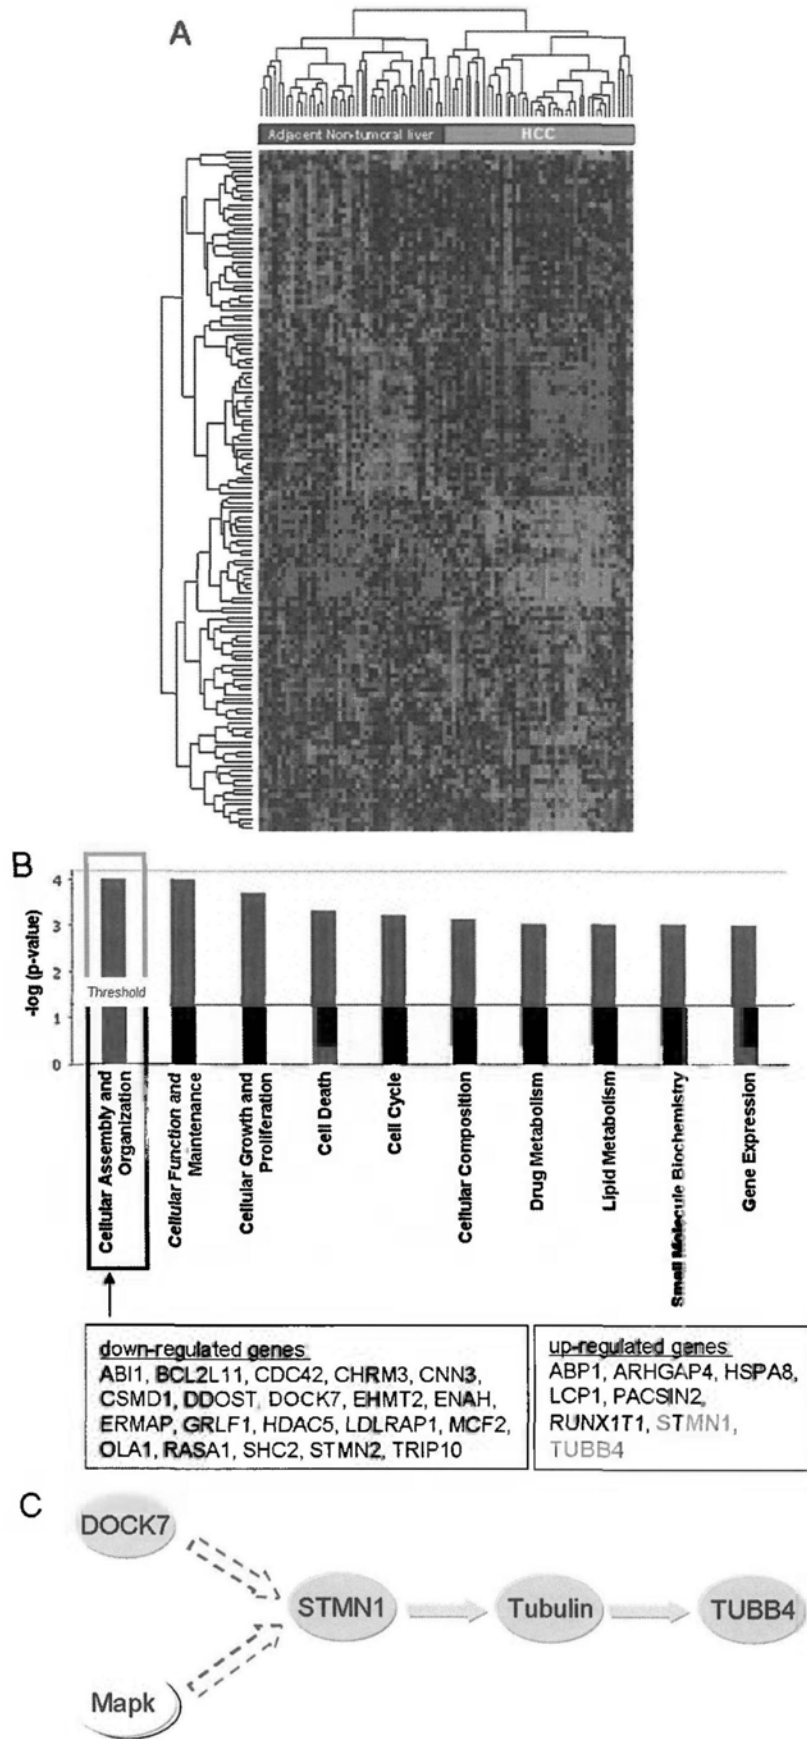 A
Adjacent Non-tumoral liver
HCC
B
-log (p-value)
4
3
2
1
0
Threshold
Cellular Assembly and
Organization
Cellular Function and
Maintenance
Cellular Growth and
Proliferation
Cell Death
Cell Cycle
Cellular Composition
Drug Metabolism
Lipid Metabolism
Small Molecule Biochemistry
Gene Expression
down-regulated genes
ABI1, BCL2L11, CDC42, CHRM3, CNN3,
CSMD1, DDOST, DOCK7, EHMT2, ENAH,
ERMAP, GRLF1, HDAC5, LDLRAP1, MCF2,
OLA1, RASA1, SHC2, STMN2, TRIP10
up-regulated genes
ABP1, ARHGAP4, HSPA8,
LCP1, PACSIN2,
RUNX1T1, STMN1,
TUBB4
C
DOCK7
STMN1
Tubulin
TUBB4
Mapk